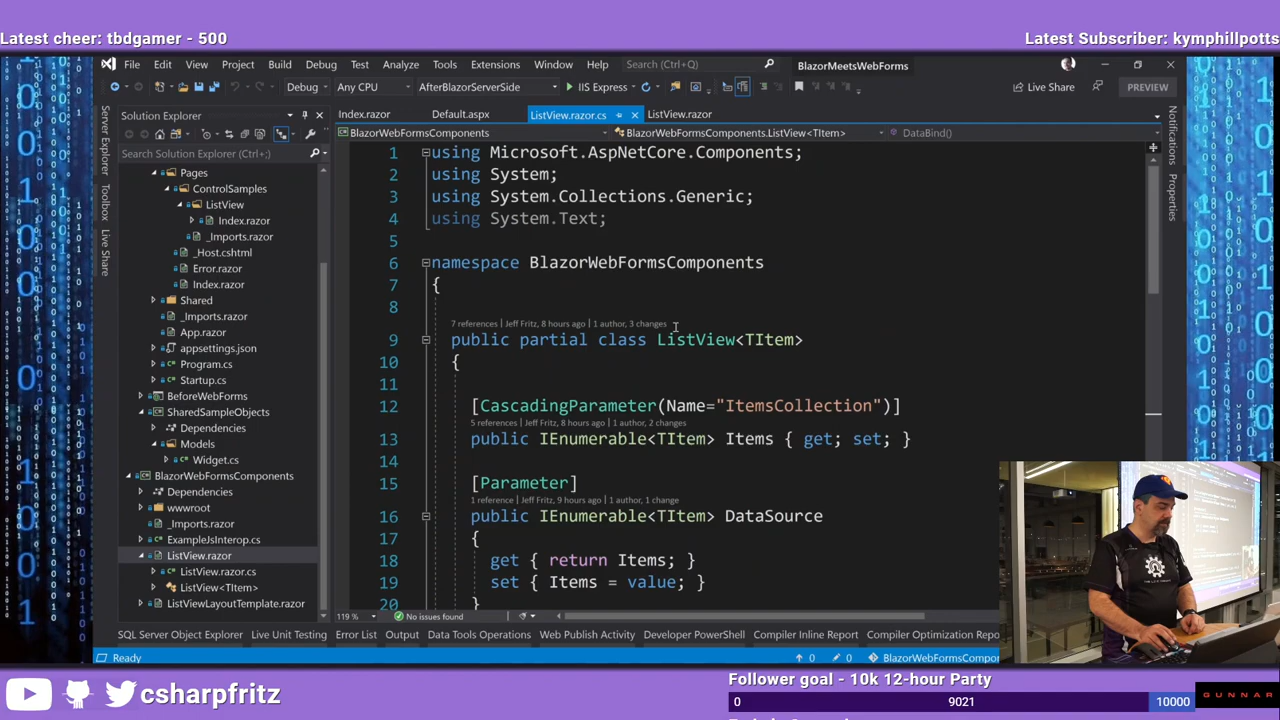 Latest cheer: tbdgamer - 500
Latest Subscriber: kymphillpotts
File Edit View Project Build Debug Test Analyze Tools Extensions Window Help Search (Ctrl+Q) BlazorMeetsWebForms
Debug Any CPU AfterBlazorServerSide IIS Express Live Share PREVIEW
Server Explorer
Toolbox
Live Share
Solution Explorer
Search Solution Explorer (Ctrl+;)
Pages
ControlSamples
ListView
Index.razor
_Imports.razor
_Host.cshtml
Error.razor
Index.razor
Shared
_Imports.razor
App.razor
appsettings.json
Program.cs
Startup.cs
BeforeWebForms
SharedSampleObjects
Dependencies
Models
Widget.cs
BlazorWebFormsComponents
Dependencies
wwwroot
_Imports.razor
ExampleJsInterop.cs
ListView.razor
ListView.razor.cs
ListView<TItem>
ListViewLayoutTemplate.razor
Index.razor Default.aspx ListView.razor.cs ListView.razor
BlazorWebFormsComponents BlazorWebFormsComponents.ListView<TItem> DataBind()
1 using Microsoft.AspNetCore.Components;
2 using System;
3 using System.Collections.Generic;
4 using System.Text;
5
6 namespace BlazorWebFormsComponents
7 {
8
7 references | Jeff Fritz, 8 hours ago | 1 author, 3 changes
9 public partial class ListView<TItem>
10 {
11
12 [CascadingParameter(Name="ItemsCollection")]
5 references | Jeff Fritz, 8 hours ago | 1 author, 2 changes
13 public IEnumerable<TItem> Items { get; set; }
14
15 [Parameter]
1 reference | Jeff Fritz, 9 hours ago | 1 author, 1 change
16 public IEnumerable<TItem> DataSource
17 {
18 get { return Items; }
19 set { Items = value; }
20 }
119 % No issues found
Notifications
Properties
SQL Server Object Explorer Live Unit Testing Error List Output Data Tools Operations Web Publish Activity Developer PowerShell Compiler Inline Report Compiler Optimization Repo
Ready 0 0 BlazorWebFormsCompon
csharpfritz
Follower goal - 10k 12-hour Party
0 9021 10000
GUNNAR